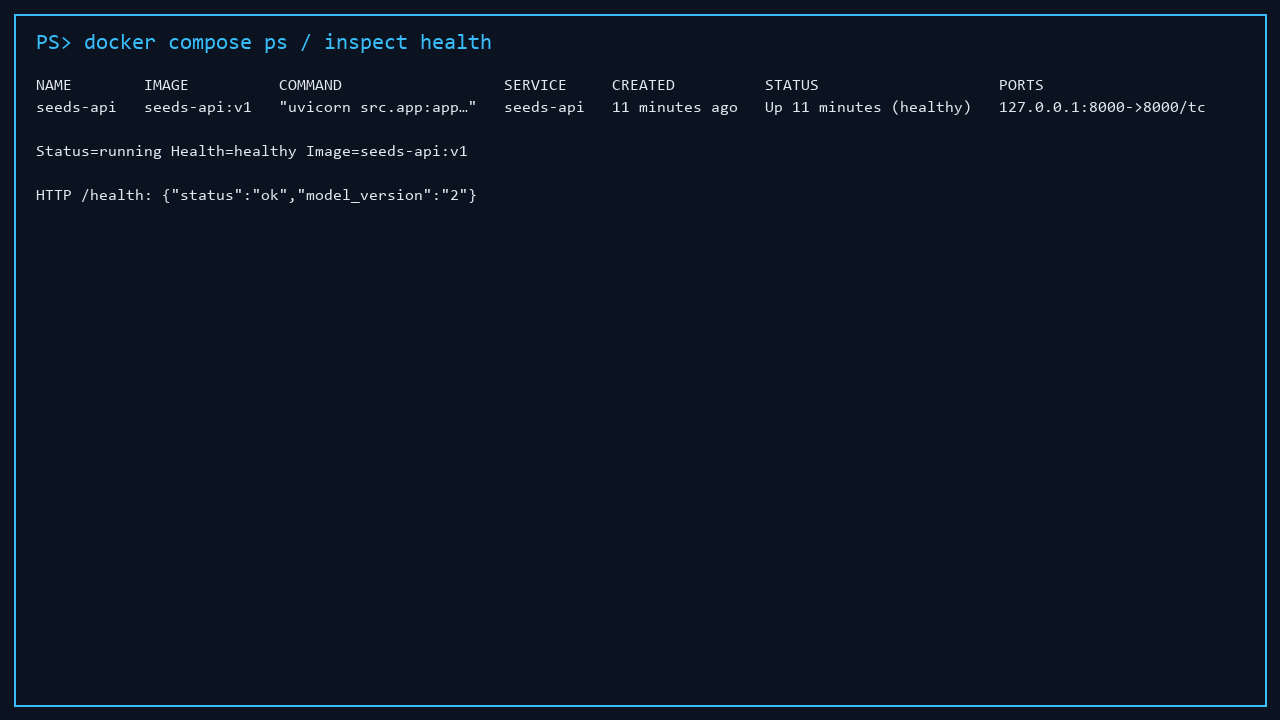 PS> docker compose ps / inspect health
NAME        IMAGE          COMMAND                  SERVICE     CREATED          STATUS                    PORTS
seeds-api   seeds-api:v1   "uvicorn src.app:app…"   seeds-api   11 minutes ago   Up 11 minutes (healthy)   127.0.0.1:8000->8000/tc
Status=running Health=healthy Image=seeds-api:v1
HTTP /health: {"status":"ok","model_version":"2"}